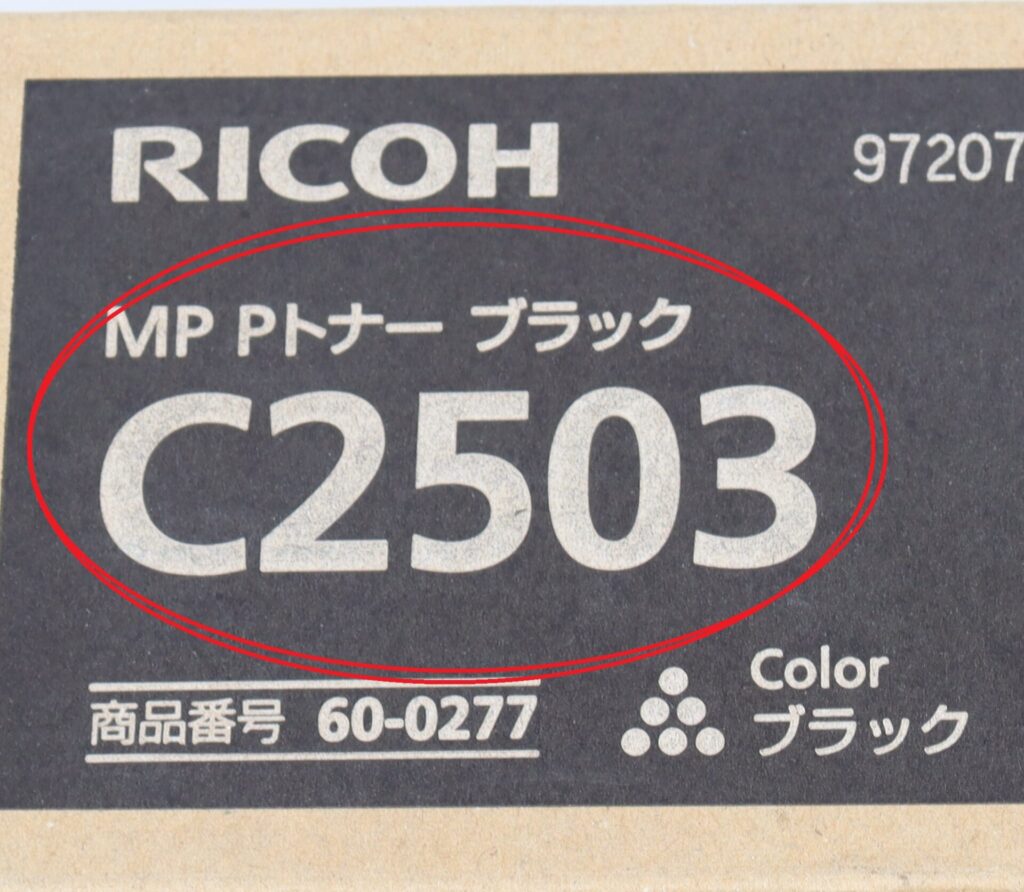 RICOH
97207
MP Pトナー ブラック
C2503
商品番号 60-0277
Color
ブラック